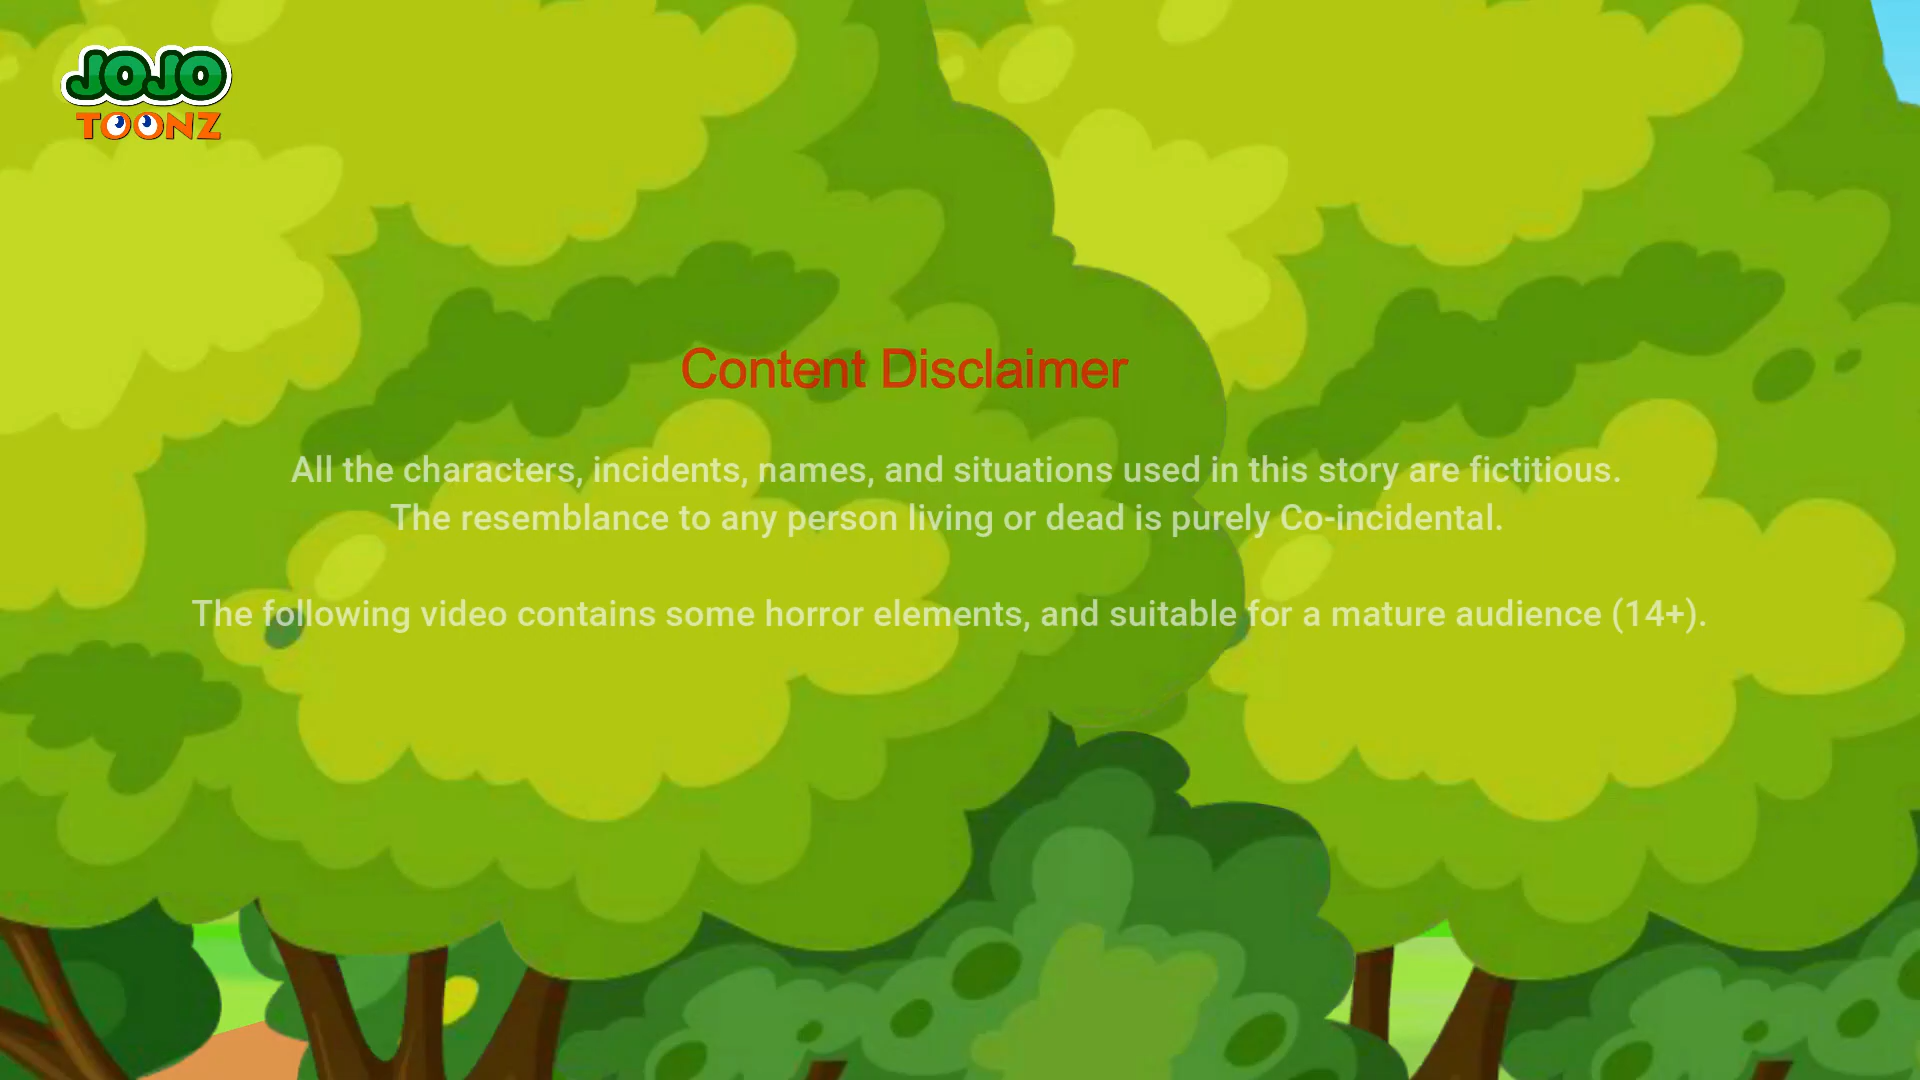 JOJO
TOONZ
Content Disclaimer
All the characters, incidents, names, and situations used in this story are fictitious.
The resemblance to any person living or dead is purely Co-incidental.
The following video contains some horror elements, and suitable for a mature audience (14+).